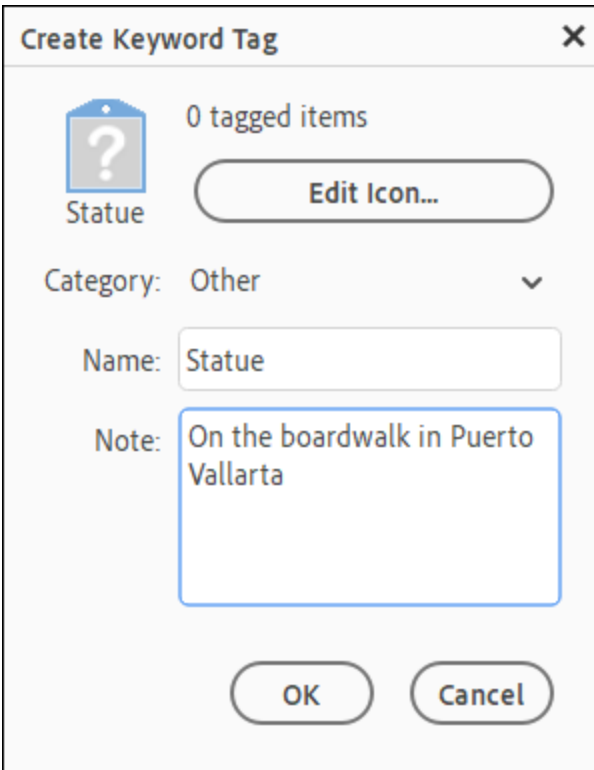 Create Keyword Tag
0 tagged items
?
Edit Icon...
Statue
Category: Other
Name: Statue
Note: On the boardwalk in Puerto
Vallarta
OK Cancel